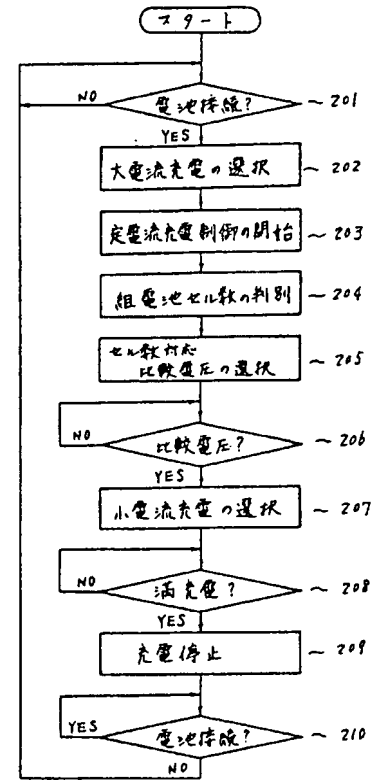 スタート
NO
電池接続?
~ 201
YES
大電流充電の選択
~ 202
定電流充電制御の開始
~ 203
組電池セル数の判別
~ 204
セル数対応
比較電圧の選択
~ 205
NO
比較電圧?
~ 206
YES
小電流充電の選択
~ 207
NO
満充電?
~ 208
YES
充電停止
~ 209
YES
電池接続?
~ 210
NO